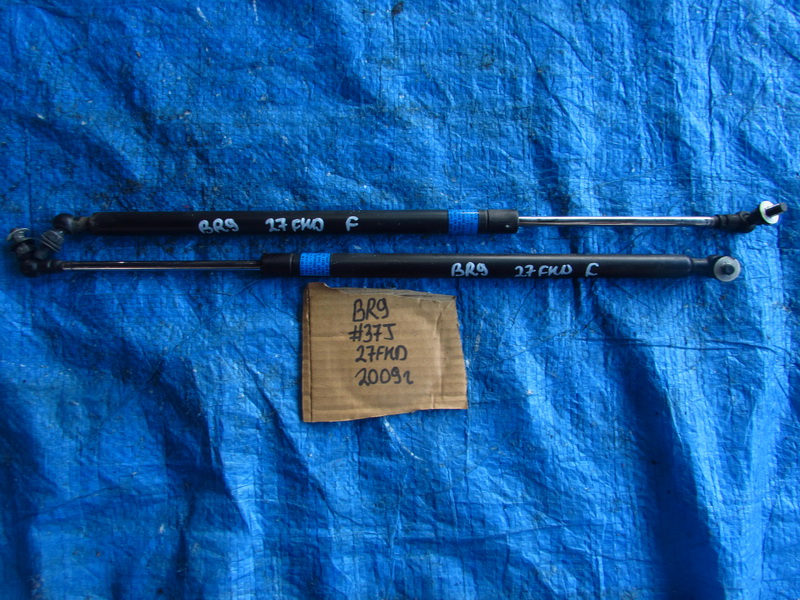 BR9 27FKD F
BR9 27FKD F
BR9
#37J
27FKD
2009г